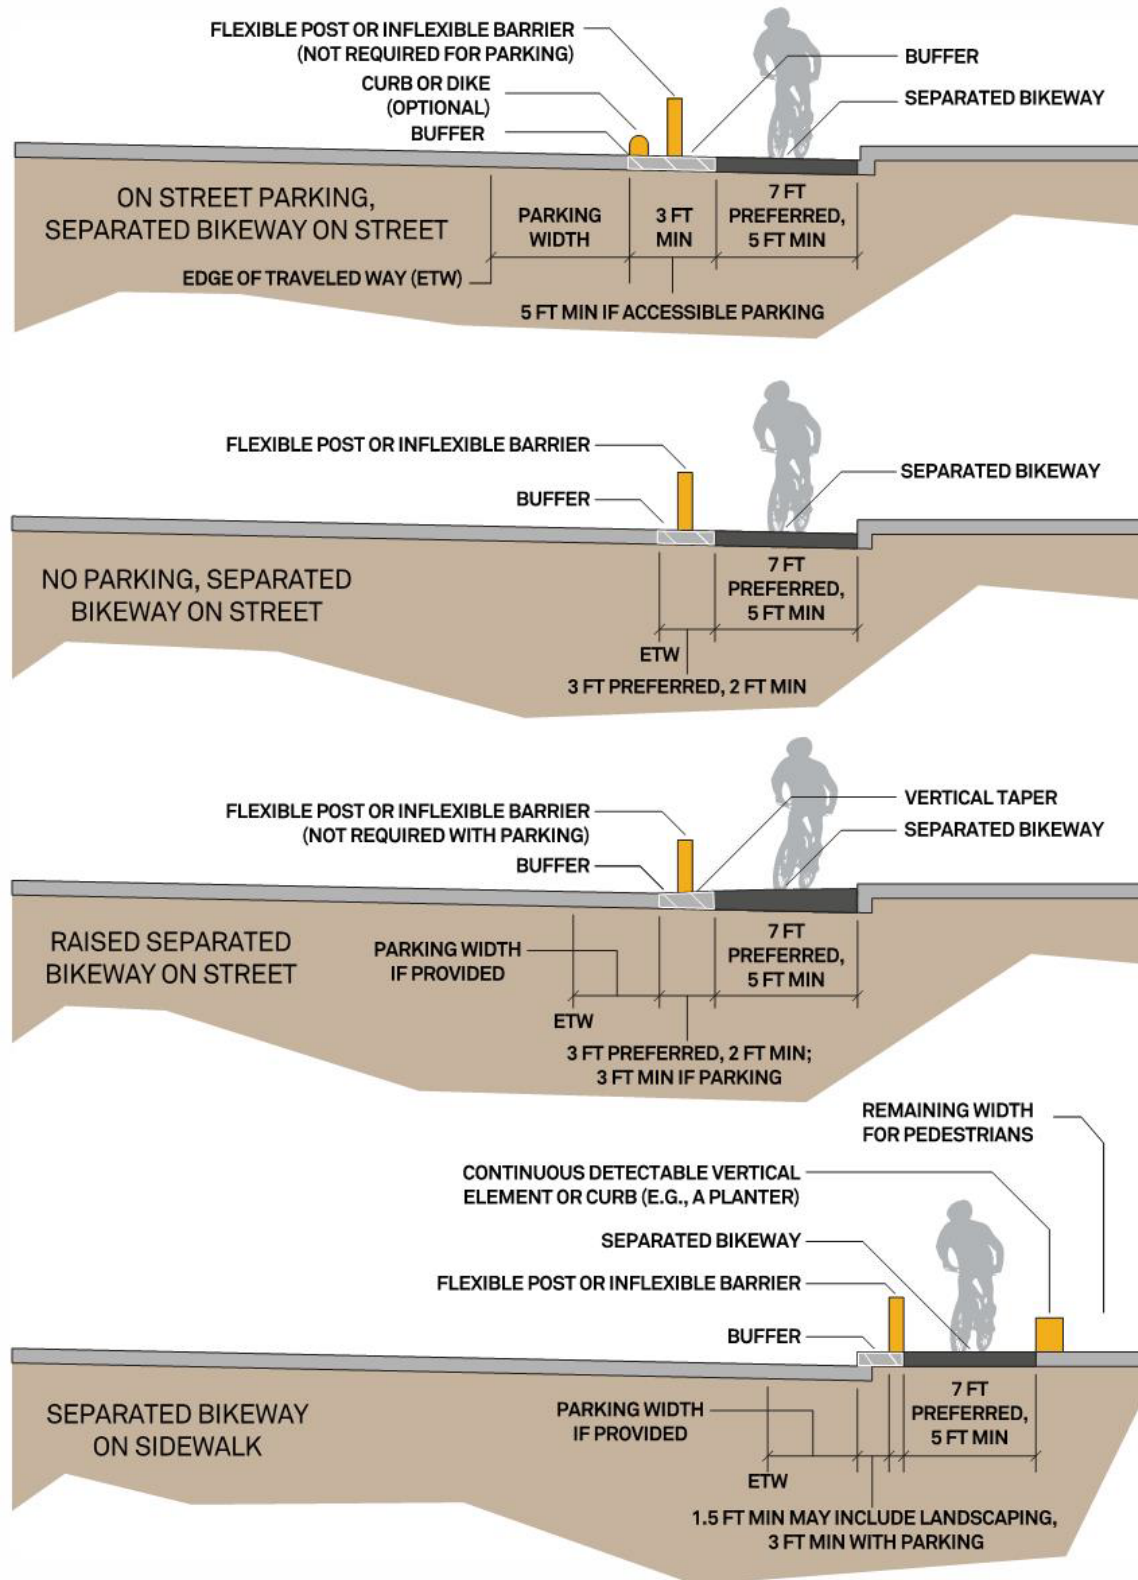 FLEXIBLE POST OR INFLEXIBLE BARRIER
(NOT REQUIRED FOR PARKING)
CURB OR DIKE
(OPTIONAL)
BUFFER
BUFFER
SEPARATED BIKEWAY
ON STREET PARKING,
SEPARATED BIKEWAY ON STREET
PARKING
WIDTH
3 FT
MIN
7 FT
PREFERRED,
5 FT MIN
EDGE OF TRAVELED WAY (ETW)
5 FT MIN IF ACCESSIBLE PARKING
FLEXIBLE POST OR INFLEXIBLE BARRIER
BUFFER
SEPARATED BIKEWAY
NO PARKING, SEPARATED
BIKEWAY ON STREET
7 FT
PREFERRED,
5 FT MIN
ETW
3 FT PREFERRED, 2 FT MIN
FLEXIBLE POST OR INFLEXIBLE BARRIER
(NOT REQUIRED WITH PARKING)
BUFFER
VERTICAL TAPER
SEPARATED BIKEWAY
RAISED SEPARATED
BIKEWAY ON STREET
PARKING WIDTH
IF PROVIDED
7 FT
PREFERRED,
5 FT MIN
ETW
3 FT PREFERRED, 2 FT MIN;
3 FT MIN IF PARKING
REMAINING WIDTH
FOR PEDESTRIANS
CONTINUOUS DETECTABLE VERTICAL
ELEMENT OR CURB (E.G., A PLANTER)
SEPARATED BIKEWAY
FLEXIBLE POST OR INFLEXIBLE BARRIER
BUFFER
SEPARATED BIKEWAY
ON SIDEWALK
PARKING WIDTH
IF PROVIDED
7 FT
PREFERRED,
5 FT MIN
ETW
1.5 FT MIN MAY INCLUDE LANDSCAPING,
3 FT MIN WITH PARKING